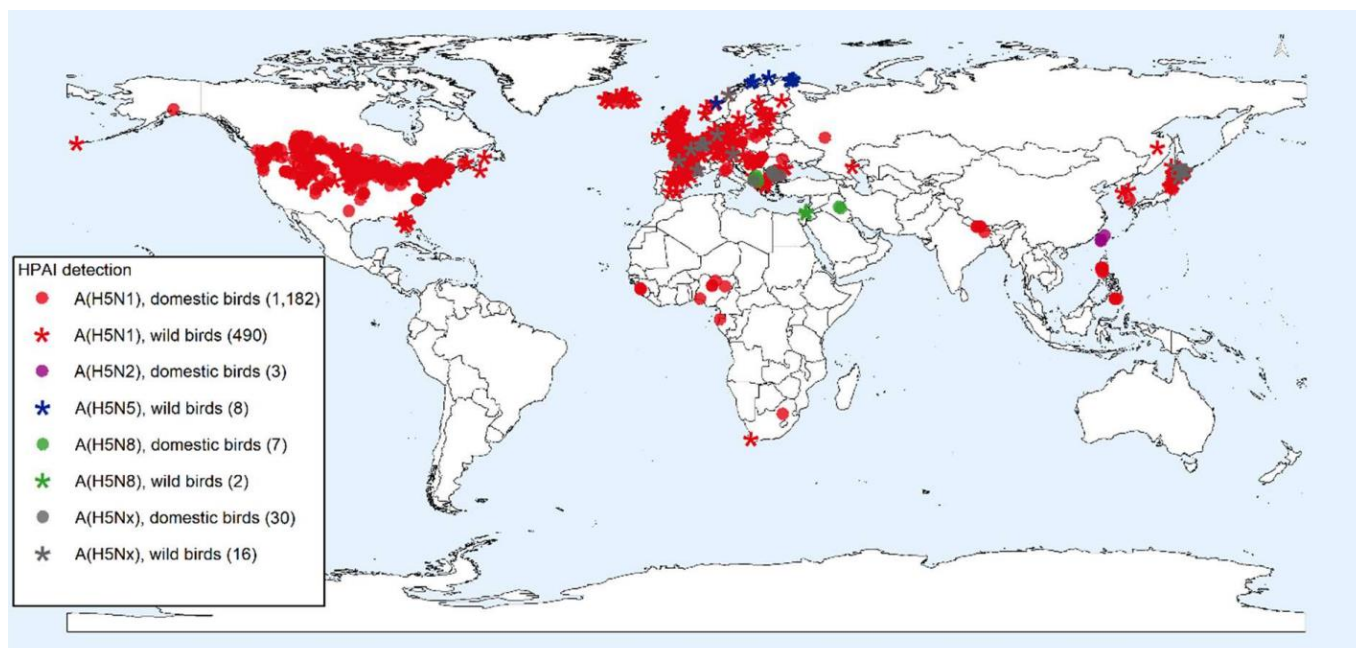 N
HPAI detection
A(H5N1), domestic birds (1,182)
A(H5N1), wild birds (490)
A(H5N2), domestic birds (3)
A(H5N5), wild birds (8)
A(H5N8), domestic birds (7)
A(H5N8), wild birds (2)
A(H5Nx), domestic birds (30)
A(H5Nx), wild birds (16)